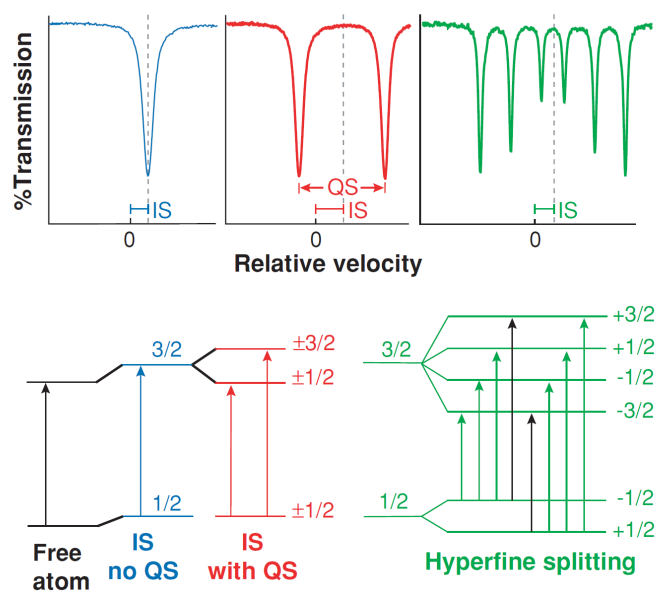 %Transmission
QS
IS
IS
IS
0
0
0
Relative velocity
3/2
1/2
±3/2
±1/2
±1/2
3/2
1/2
+3/2
+1/2
-1/2
-3/2
-1/2
+1/2
Free
atom
IS
no QS
IS
with QS
Hyperfine splitting